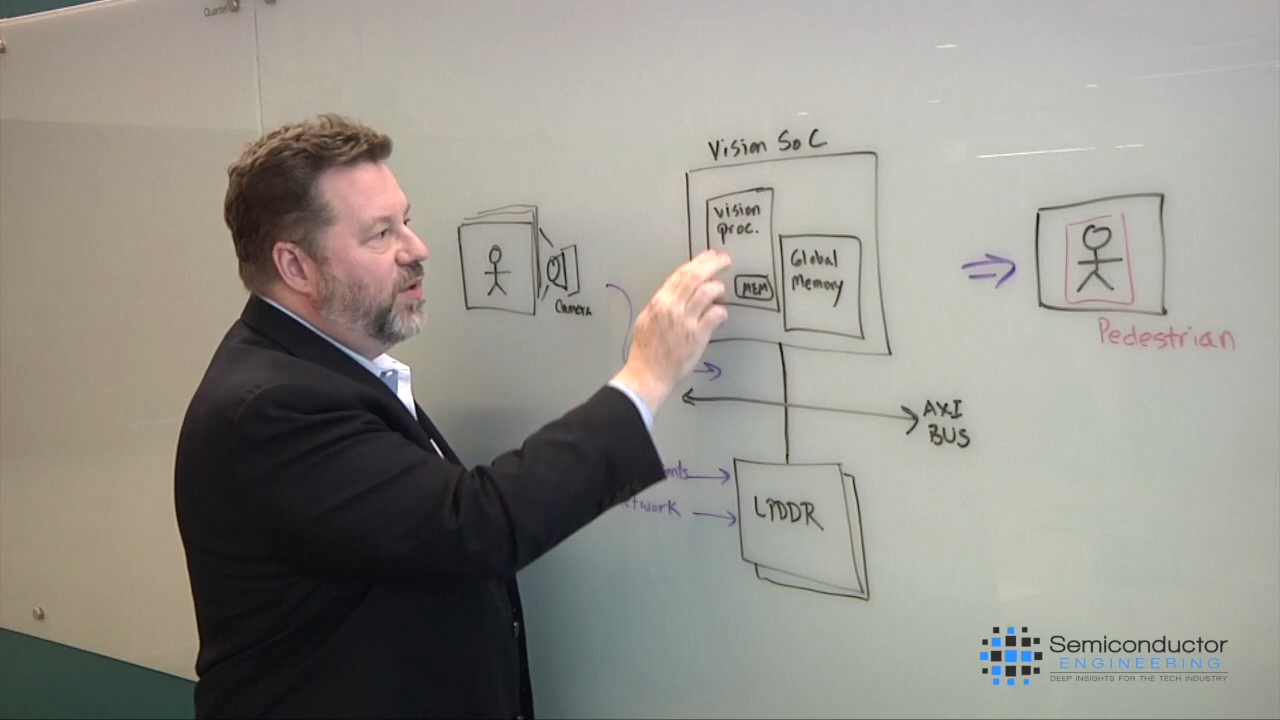 Vision SoC
Vision
proc.
MEM
Global
Memory
Camera
Pedestrian
AXI
BUS
LPDDR
Semiconductor
ENGINEERING
DEEP INSIGHTS FOR THE TECH INDUSTRY